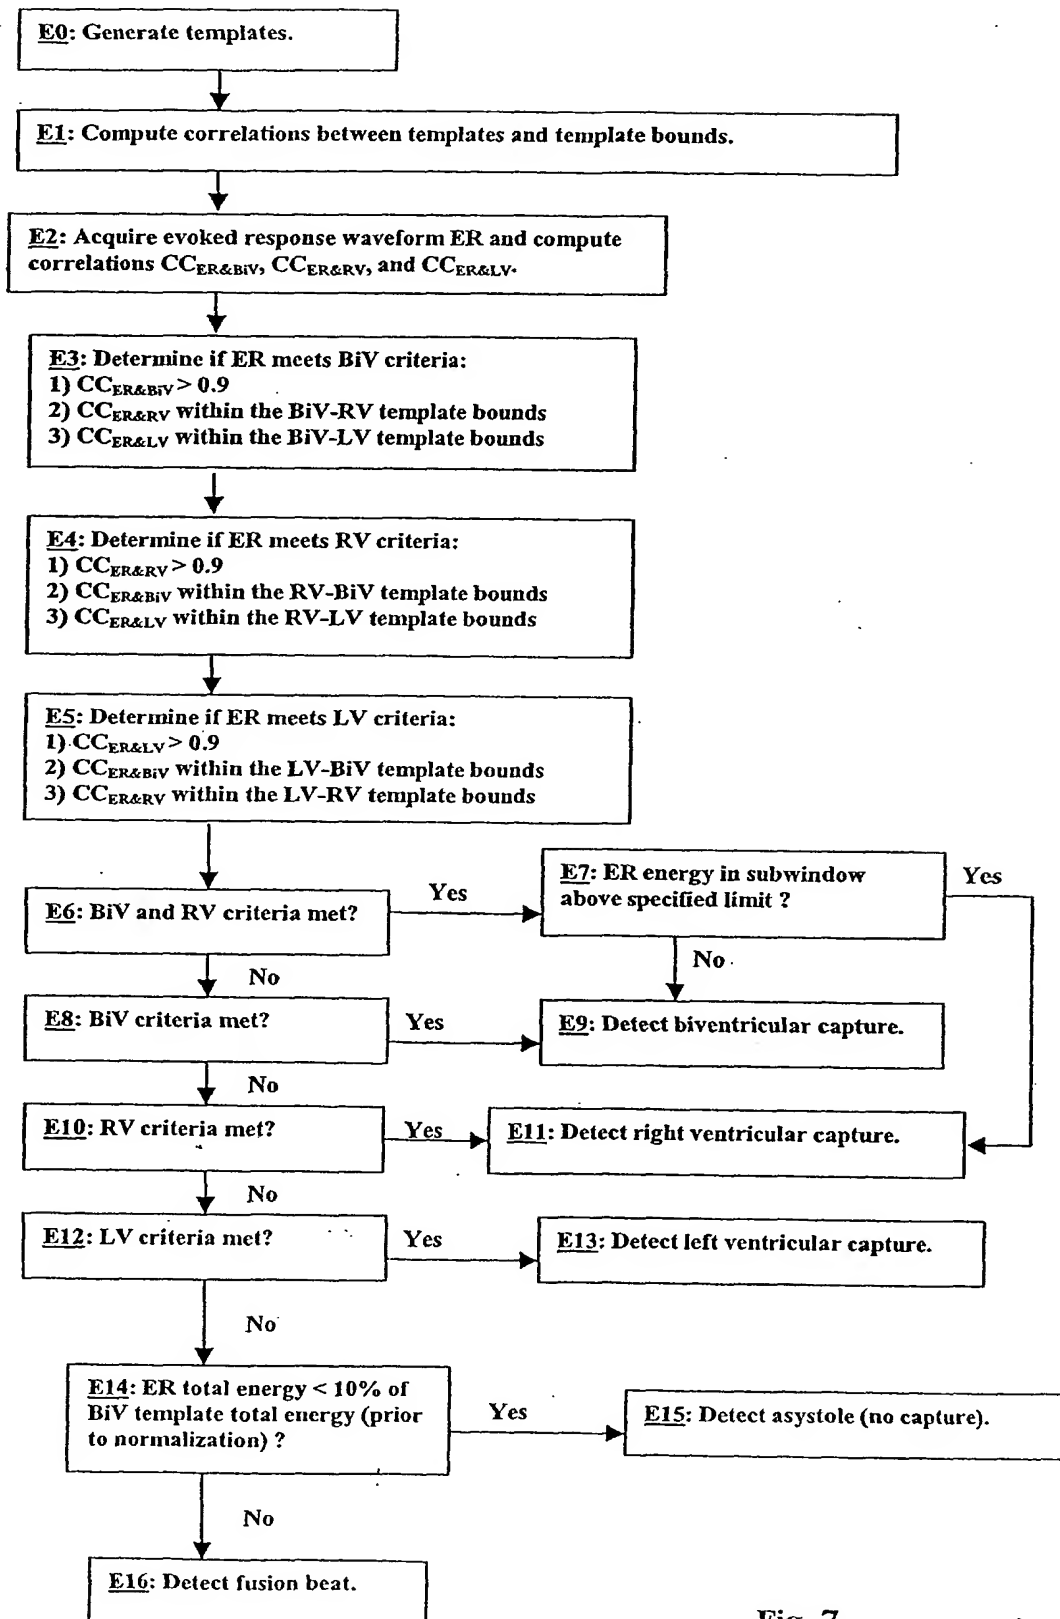 E0: Generate templates.
E1: Compute correlations between templates and template bounds.
E2: Acquire evoked response waveform ER and compute
correlations CCER&BiV, CCER&RV, and CCER&LV.
E3: Determine if ER meets BiV criteria:
1) CCER&BiV > 0.9
2) CCER&RV within the BiV-RV template bounds
3) CCER&LV within the BiV-LV template bounds
E4: Determine if ER meets RV criteria:
1) CCER&RV > 0.9
2) CCER&BiV within the RV-BiV template bounds
3) CCER&LV within the RV-LV template bounds
E5: Determine if ER meets LV criteria:
1) CCER&LV > 0.9
2) CCER&BiV within the LV-BiV template bounds
3) CCER&RV within the LV-RV template bounds
E6: BiV and RV criteria met?
Yes
E7: ER energy in subwindow
above specified limit ?
Yes
No
No
E8: BiV criteria met?
Yes
E9: Detect biventricular capture.
No
E10: RV criteria met?
Yes
E11: Detect right ventricular capture.
No
E12: LV criteria met?
Yes
E13: Detect left ventricular capture.
No
E14: ER total energy < 10% of
BiV template total energy (prior
to normalization) ?
Yes
E15: Detect asystole (no capture).
No
E16: Detect fusion beat.
Fig. 7